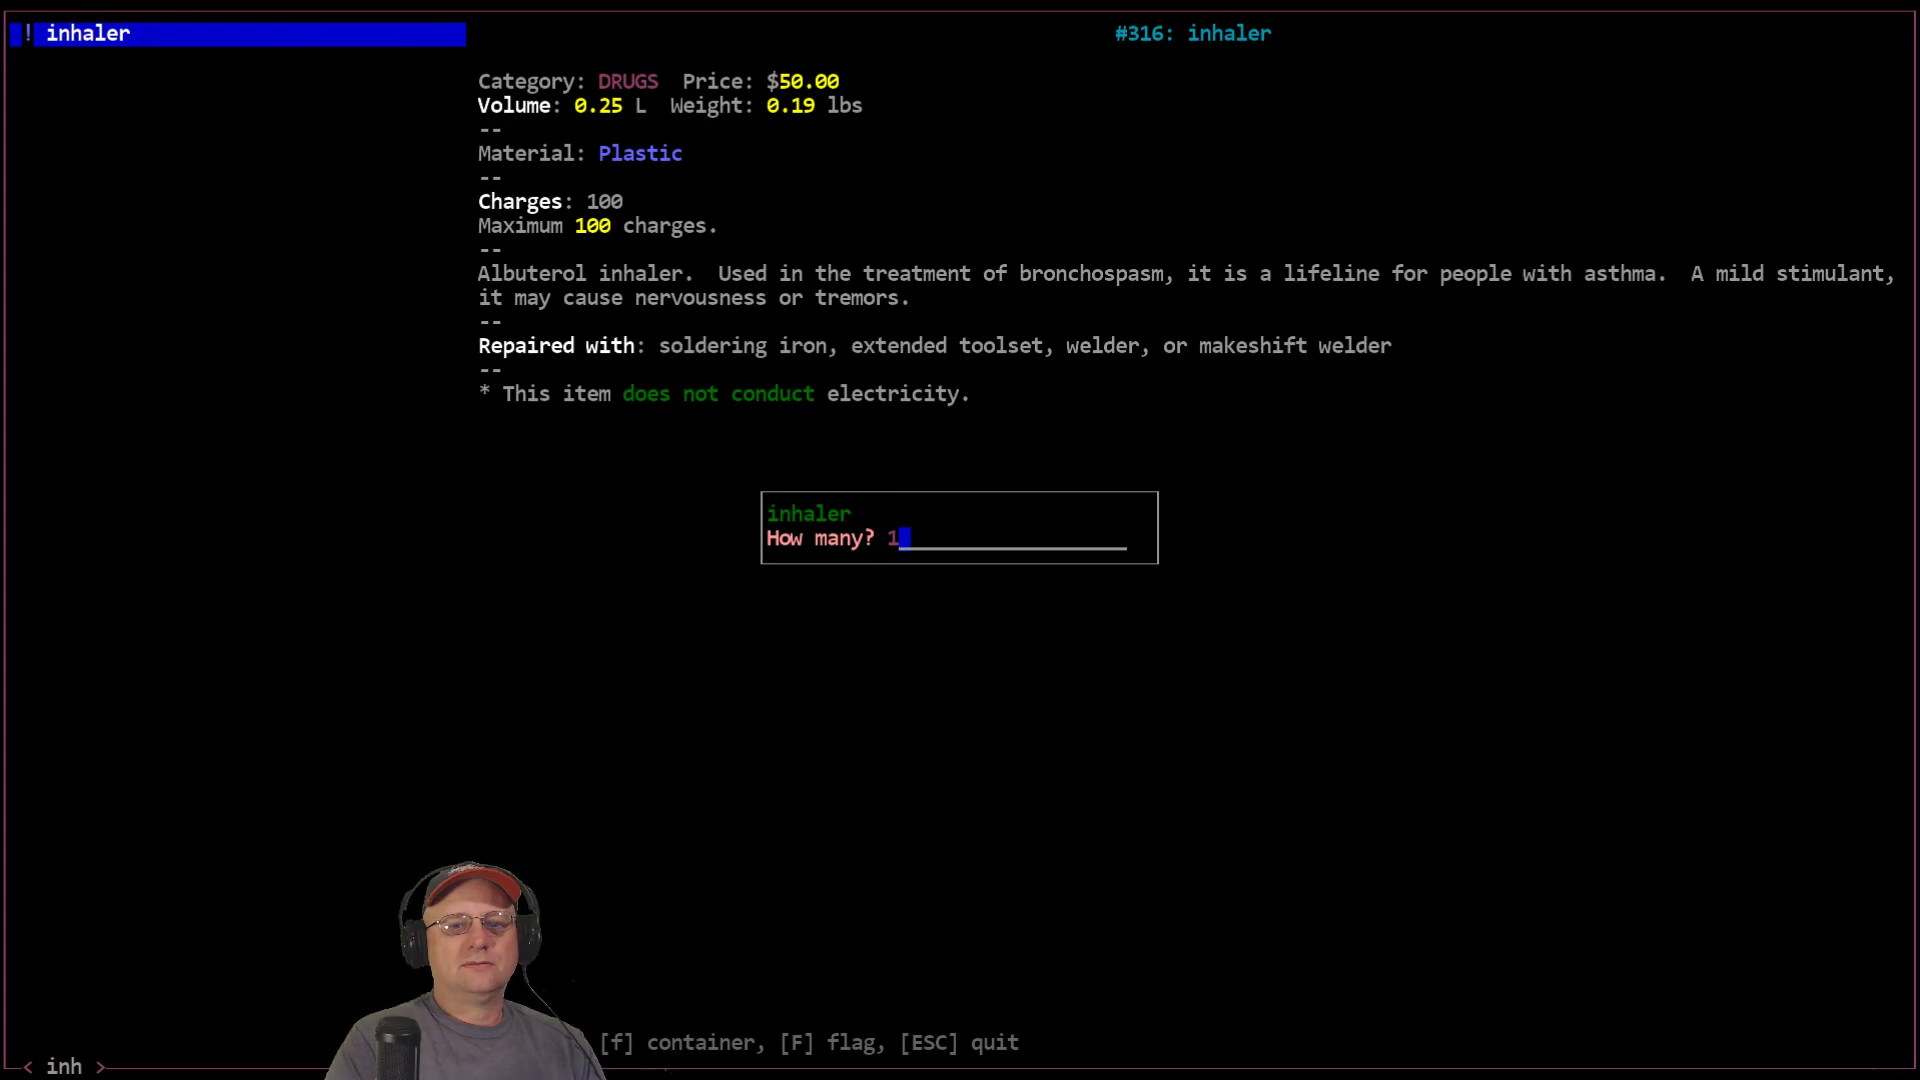 ! inhaler
#316: inhaler
Category: DRUGS  Price: $50.00
Volume: 0.25 L  Weight: 0.19 lbs
--
Material: Plastic
--
Charges: 100
Maximum 100 charges.
--
Albuterol inhaler.  Used in the treatment of bronchospasm, it is a lifeline for people with asthma.  A mild stimulant,
it may cause nervousness or tremors.
--
Repaired with: soldering iron, extended toolset, welder, or makeshift welder
--
* This item does not conduct electricity.
inhaler
How many? 1
[f] container, [F] flag, [ESC] quit
< inh >